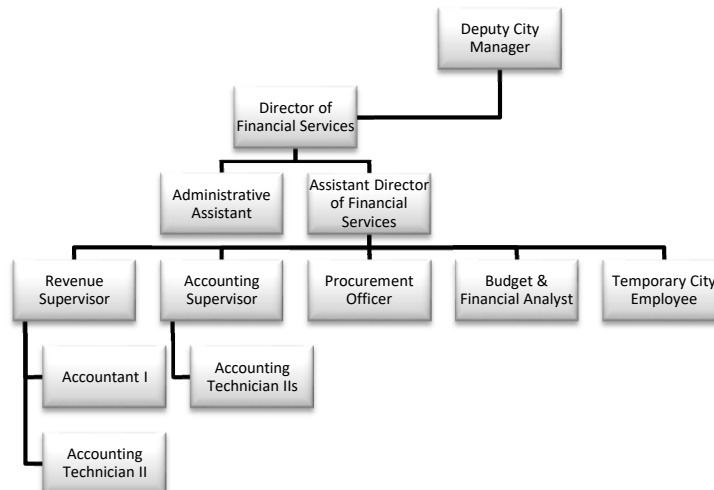 Deputy City
Manager
Director of
Financial Services
Administrative
Assistant
Assistant Director
of Financial
Services
Revenue
Supervisor
Accounting
Supervisor
Procurement
Officer
Budget &
Financial Analyst
Temporary City
Employee
Accountant I
Accounting
Technician IIs
Accounting
Technician II